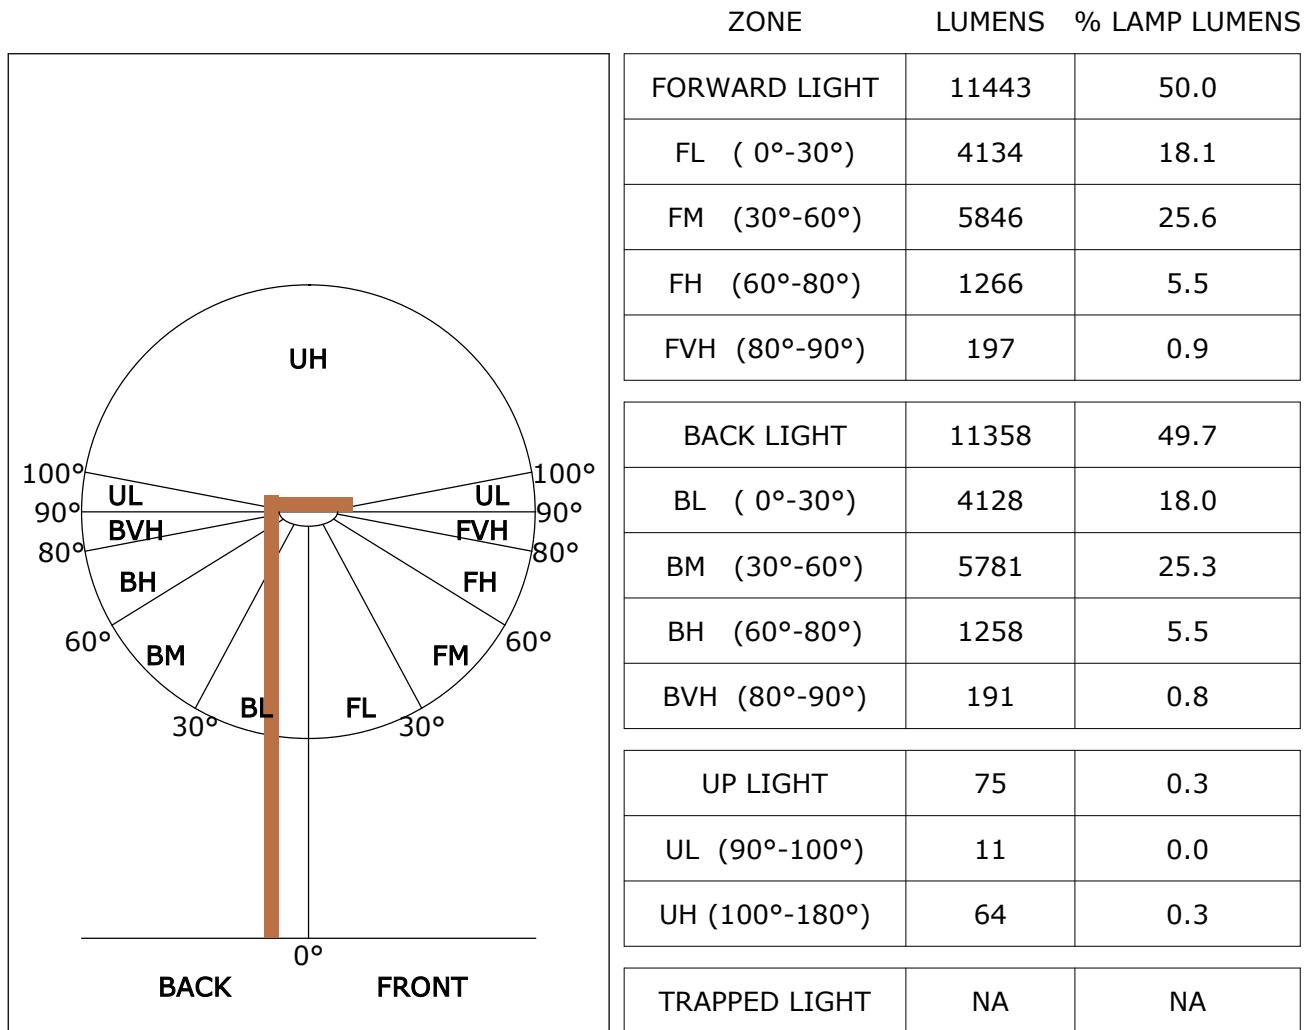 ZONE LUMENS % LAMP LUMENS
FORWARD LIGHT 11443 50.0
FL ( 0°-30°) 4134 18.1
FM (30°-60°) 5846 25.6
FH (60°-80°) 1266 5.5
FVH (80°-90°) 197 0.9
BACK LIGHT 11358 49.7
BL ( 0°-30°) 4128 18.0
BM (30°-60°) 5781 25.3
BH (60°-80°) 1258 5.5
BVH (80°-90°) 191 0.8
UP LIGHT 75 0.3
UL (90°-100°) 11 0.0
UH (100°-180°) 64 0.3
TRAPPED LIGHT NA NA
UH
100° 100°
UL UL
90° 90°
BVH FVH
80° 80°
BH FH
60° 60°
BM FM
BL FL
30° 30°
0°
BACK FRONT